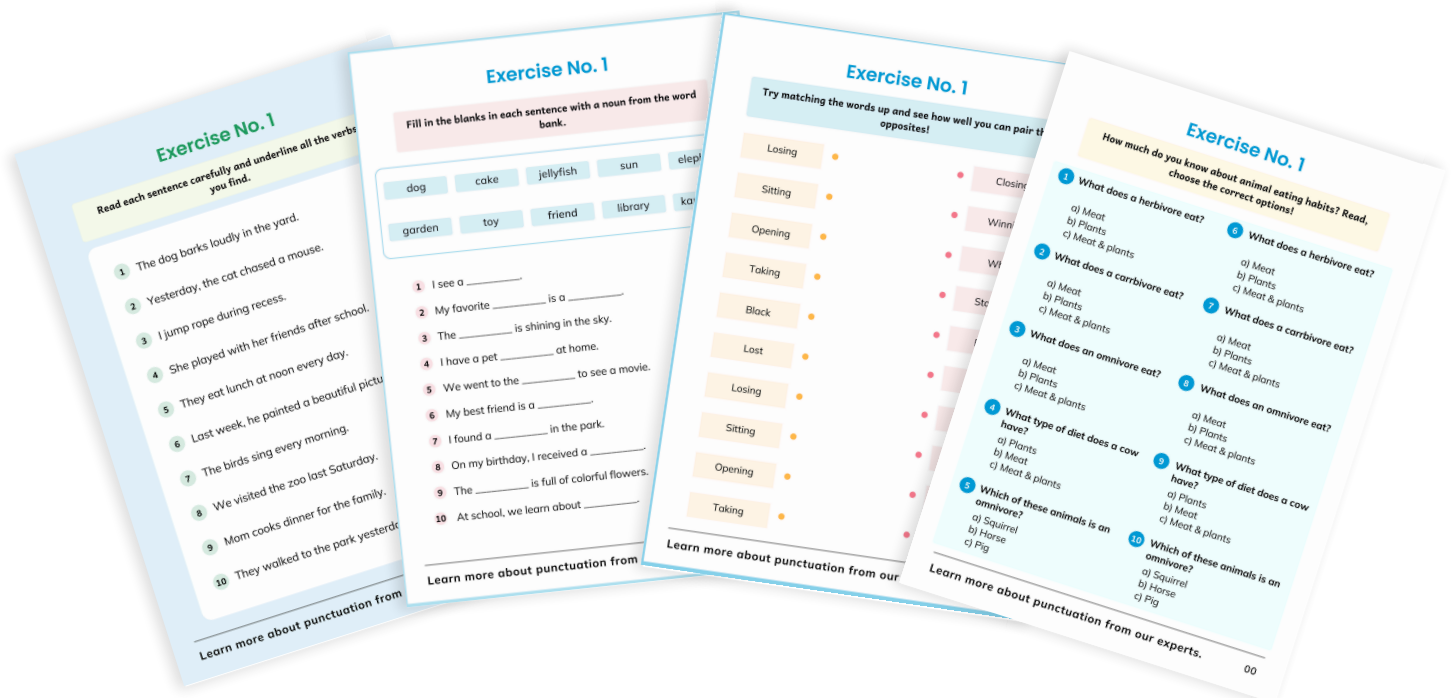 Exercise No. 1
Read each sentence carefully and underline all the verbs
you find.
1 The dog barks loudly in the yard.
2 Yesterday, the cat chased a mouse.
3 I jump rope during recess.
4 She played with her friends after school.
5 They eat lunch at noon every day.
6 Last week, he painted a beautiful
7 The birds sing every morning.
8 We visited the zoo last Saturday.
9 Mom cooks dinner for the family.
10 They walked to the park
Learn more about punctuation from
Exercise No. 1
Fill in the blanks in each sentence with a noun from the word
bank.
dog cake jellyfish sun
garden toy friend library
1 I see a ________.
2 My favorite ________ is a ________.
3 The ________ is shining in the sky.
4 I have a pet ________ at home.
5 We went to the ________ to see a movie.
6 My best friend is a ________.
7 I found a ________ in the park.
8 On my birthday, I received a ________.
9 The ________ is full of colorful flowers.
10 At school, we learn about ________.
Learn more about punctuation from
Exercise No. 1
Try matching the words up and see how well you can pair
opposites!
Losing
Sitting
Opening
Taking
Black
Lost
Losing
Sitting
Opening
Taking
Closing
Learn more about punctuation from our
Exercise No. 1
How much do you know about animal eating habits? Read,
choose the correct options!
1 What does a herbivore eat?
a) Meat
b) Plants
c) Meat & plants
2 What does a carrbivore eat?
a) Meat
b) Plants
c) Meat & plants
3 What does an omnivore eat?
a) Meat
b) Plants
c) Meat & plants
4 What type of diet does a cow
have?
a) Plants
b) Meat
c) Meat & plants
5 Which of these animals is an
omnivore?
a) Squirrel
b) Horse
c) Pig
6 What does a herbivore eat?
a) Meat
b) Plants
c) Meat & plants
7 What does a carrbivore eat?
a) Meat
b) Plants
c) Meat & plants
8 What does an omnivore eat?
a) Meat
b) Plants
c) Meat & plants
9 What type of diet does a cow
have?
a) Plants
b) Meat
c) Meat & plants
10 Which of these animals is an
omnivore?
a) Squirrel
b) Horse
c) Pig
Learn more about punctuation from our experts.
00